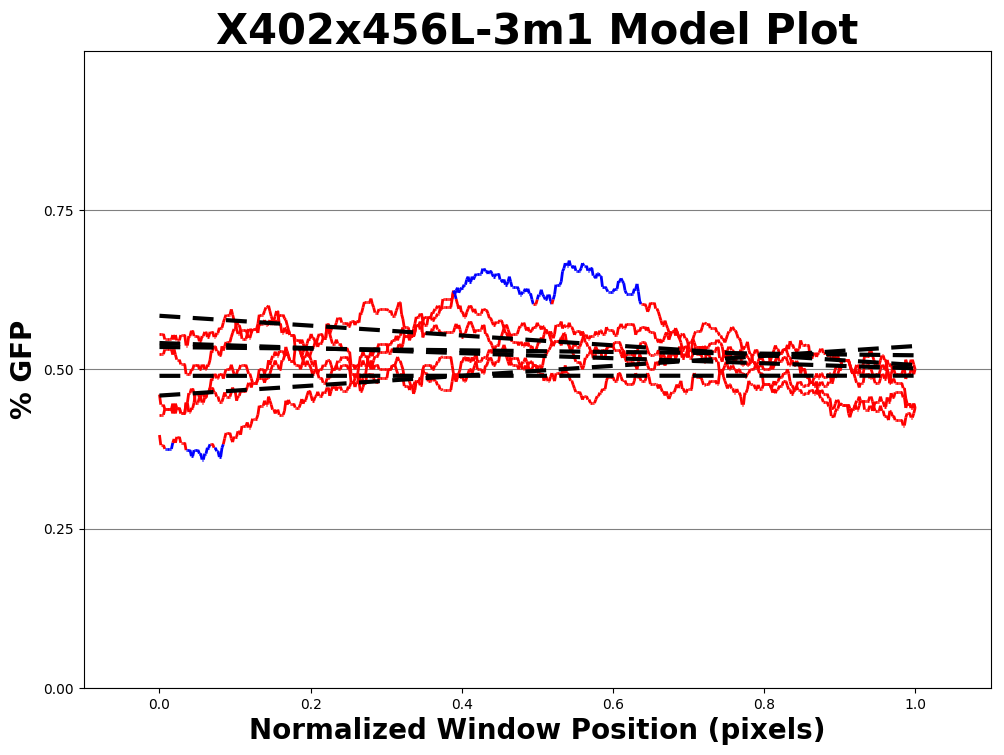 X402x456L-3m1 Model Plot
% GFP
0.75
0.50
0.25
0.00
0.0 0.2 0.4 0.6 0.8 1.0
Normalized Window Position (pixels)